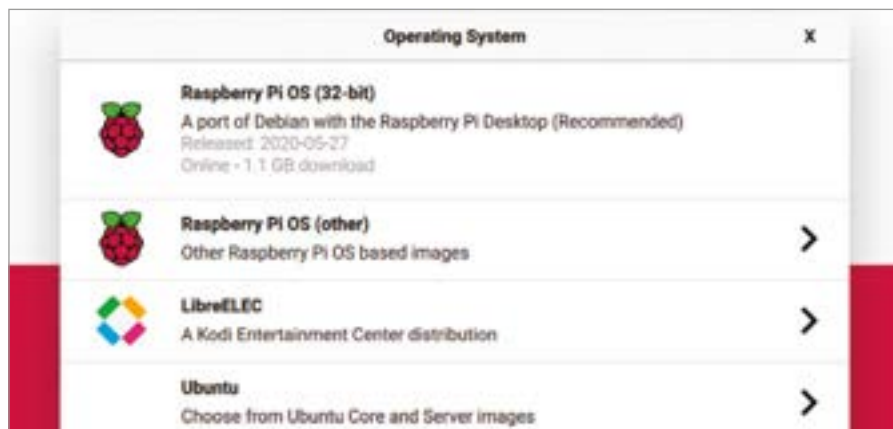 Operating System X
Raspberry Pi OS (32-bit)
A port of Debian with the Raspberry Pi Desktop (Recommended)
Released: 2020-05-27
Online - 1.1 GB download
Raspberry Pi OS (other)
Other Raspberry Pi OS based images
LibreELEC
A Kodi Entertainment Center distribution
Ubuntu
Choose from Ubuntu Core and Server images